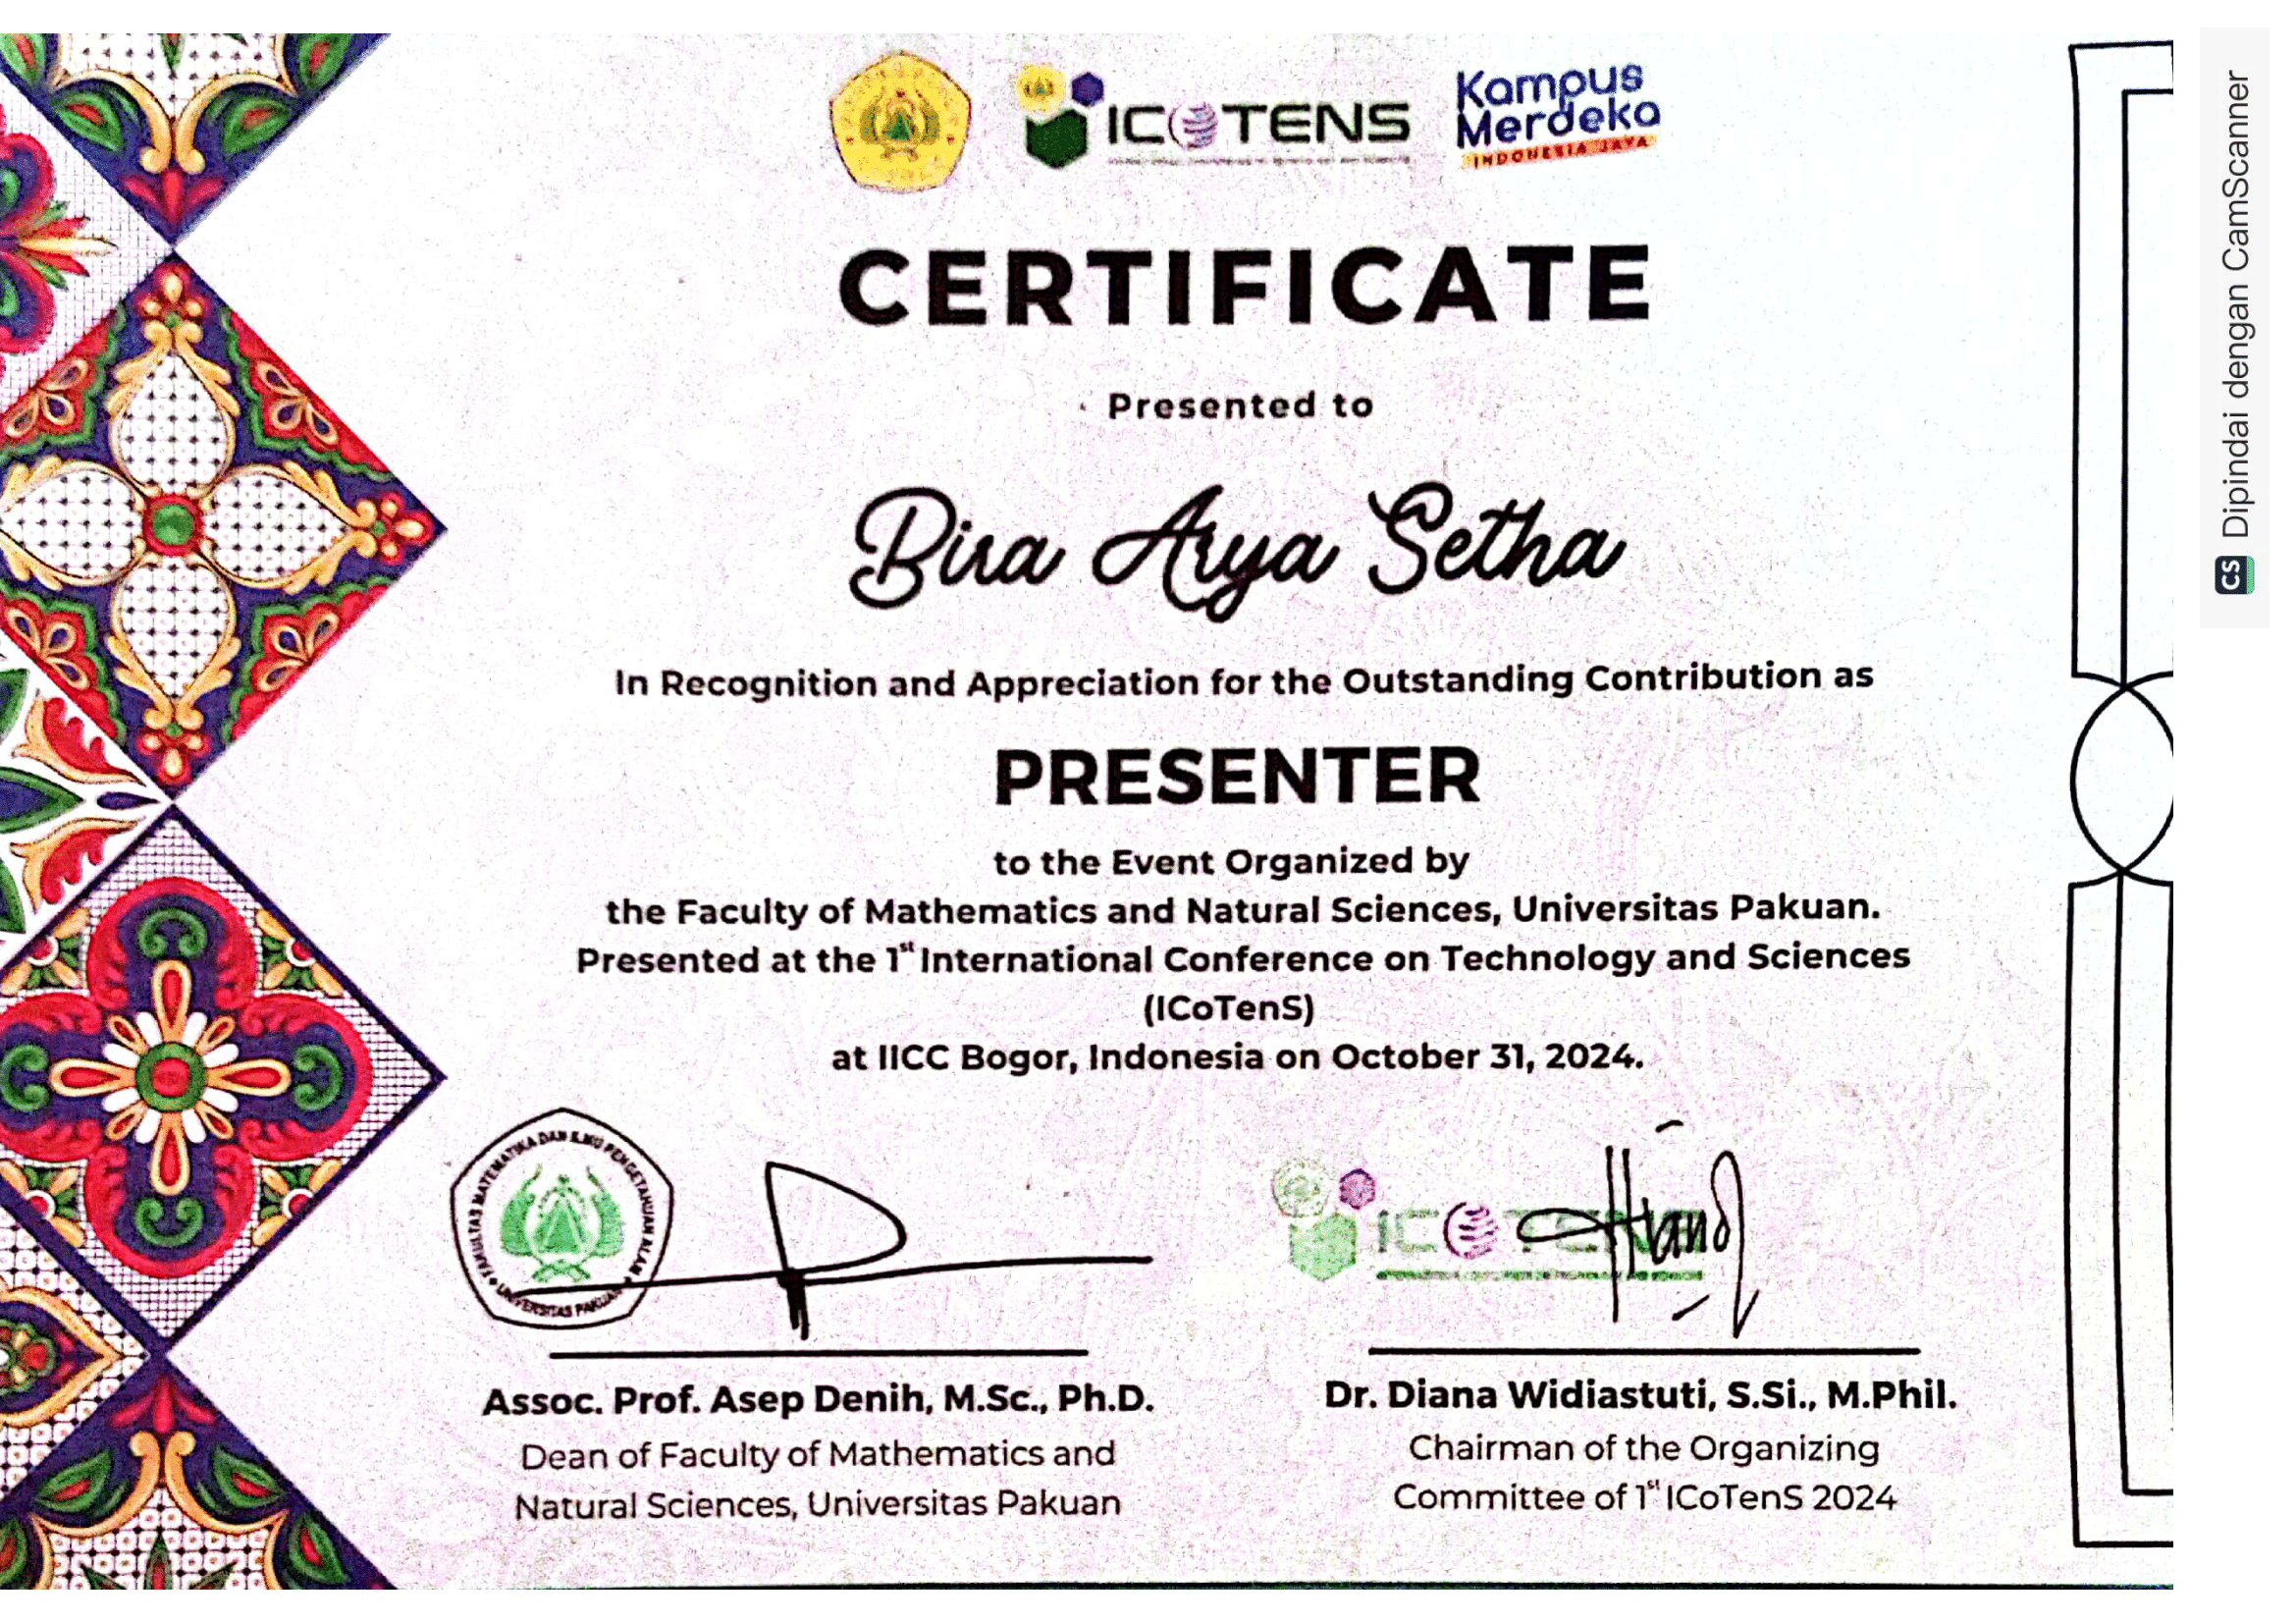 ICOTENS
Kampus
Merdeka
INDONESIA JAYA
CERTIFICATE
Presented to
Bira Arya Setha
In Recognition and Appreciation for the Outstanding Contribution as
PRESENTER
to the Event Organized by
the Faculty of Mathematics and Natural Sciences, Universitas Pakuan.
Presented at the 1st International Conference on Technology and Sciences
(ICoTenS)
at IICC Bogor, Indonesia on October 31, 2024.
FAKULTAS MATEMATIKA DAN ILMU PENGETAHUAN ALAM
UNIVERSITAS PAKUAN
ICOTENS
Assoc. Prof. Asep Denih, M.Sc., Ph.D.
Dean of Faculty of Mathematics and
Natural Sciences, Universitas Pakuan
Dr. Diana Widiastuti, S.Si., M.Phil.
Chairman of the Organizing
Committee of 1st ICoTenS 2024
CS Dipindai dengan CamScanner